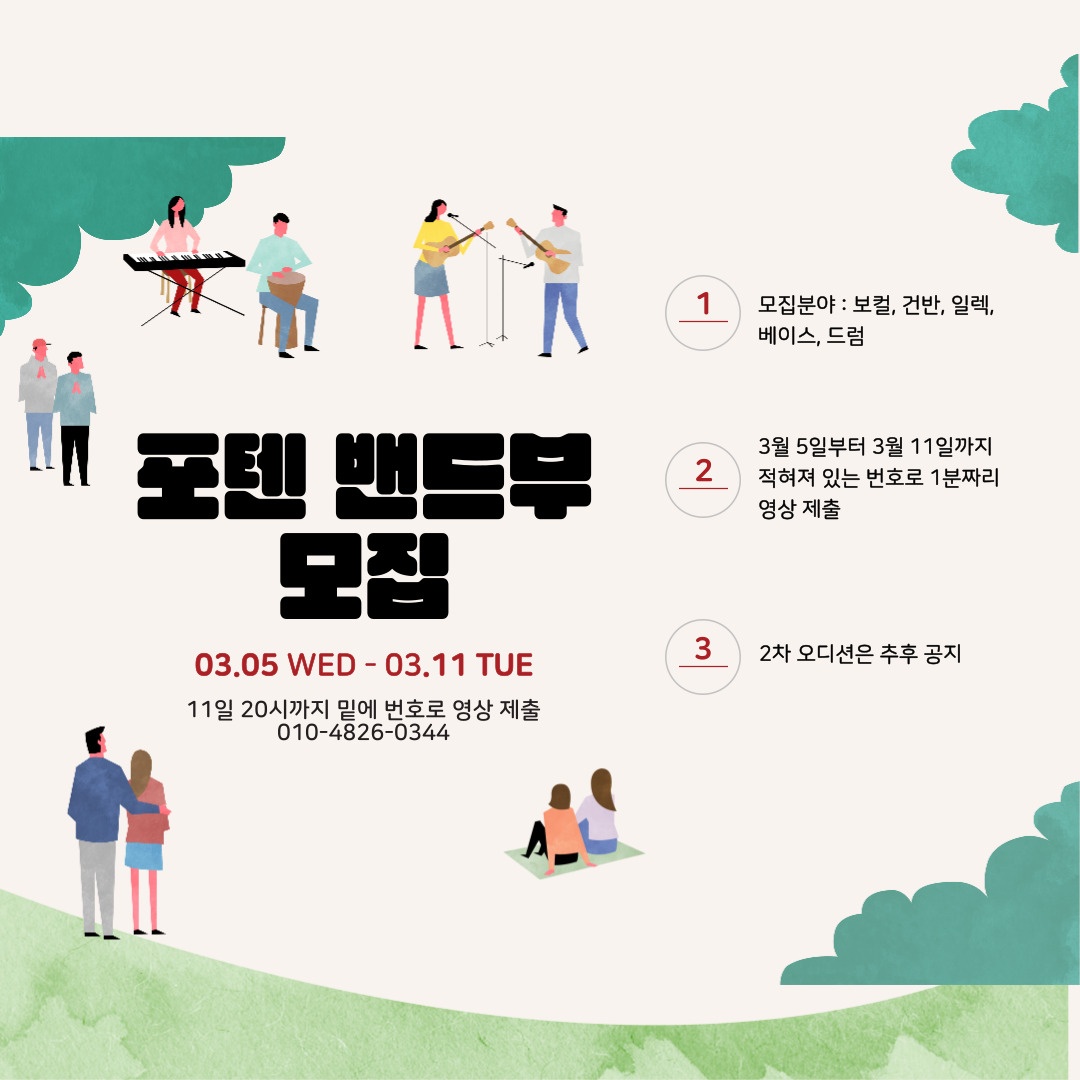 포텐 밴드부
모집
03.05 WED - 03.11 TUE
11일 20시까지 밑에 번호로 영상 제출
010-4826-0344
1
모집분야 : 보컬, 건반, 일렉,
베이스, 드럼
2
3월 5일부터 3월 11일까지
적혀져 있는 번호로 1분짜리
영상 제출
3
2차 오디션은 추후 공지